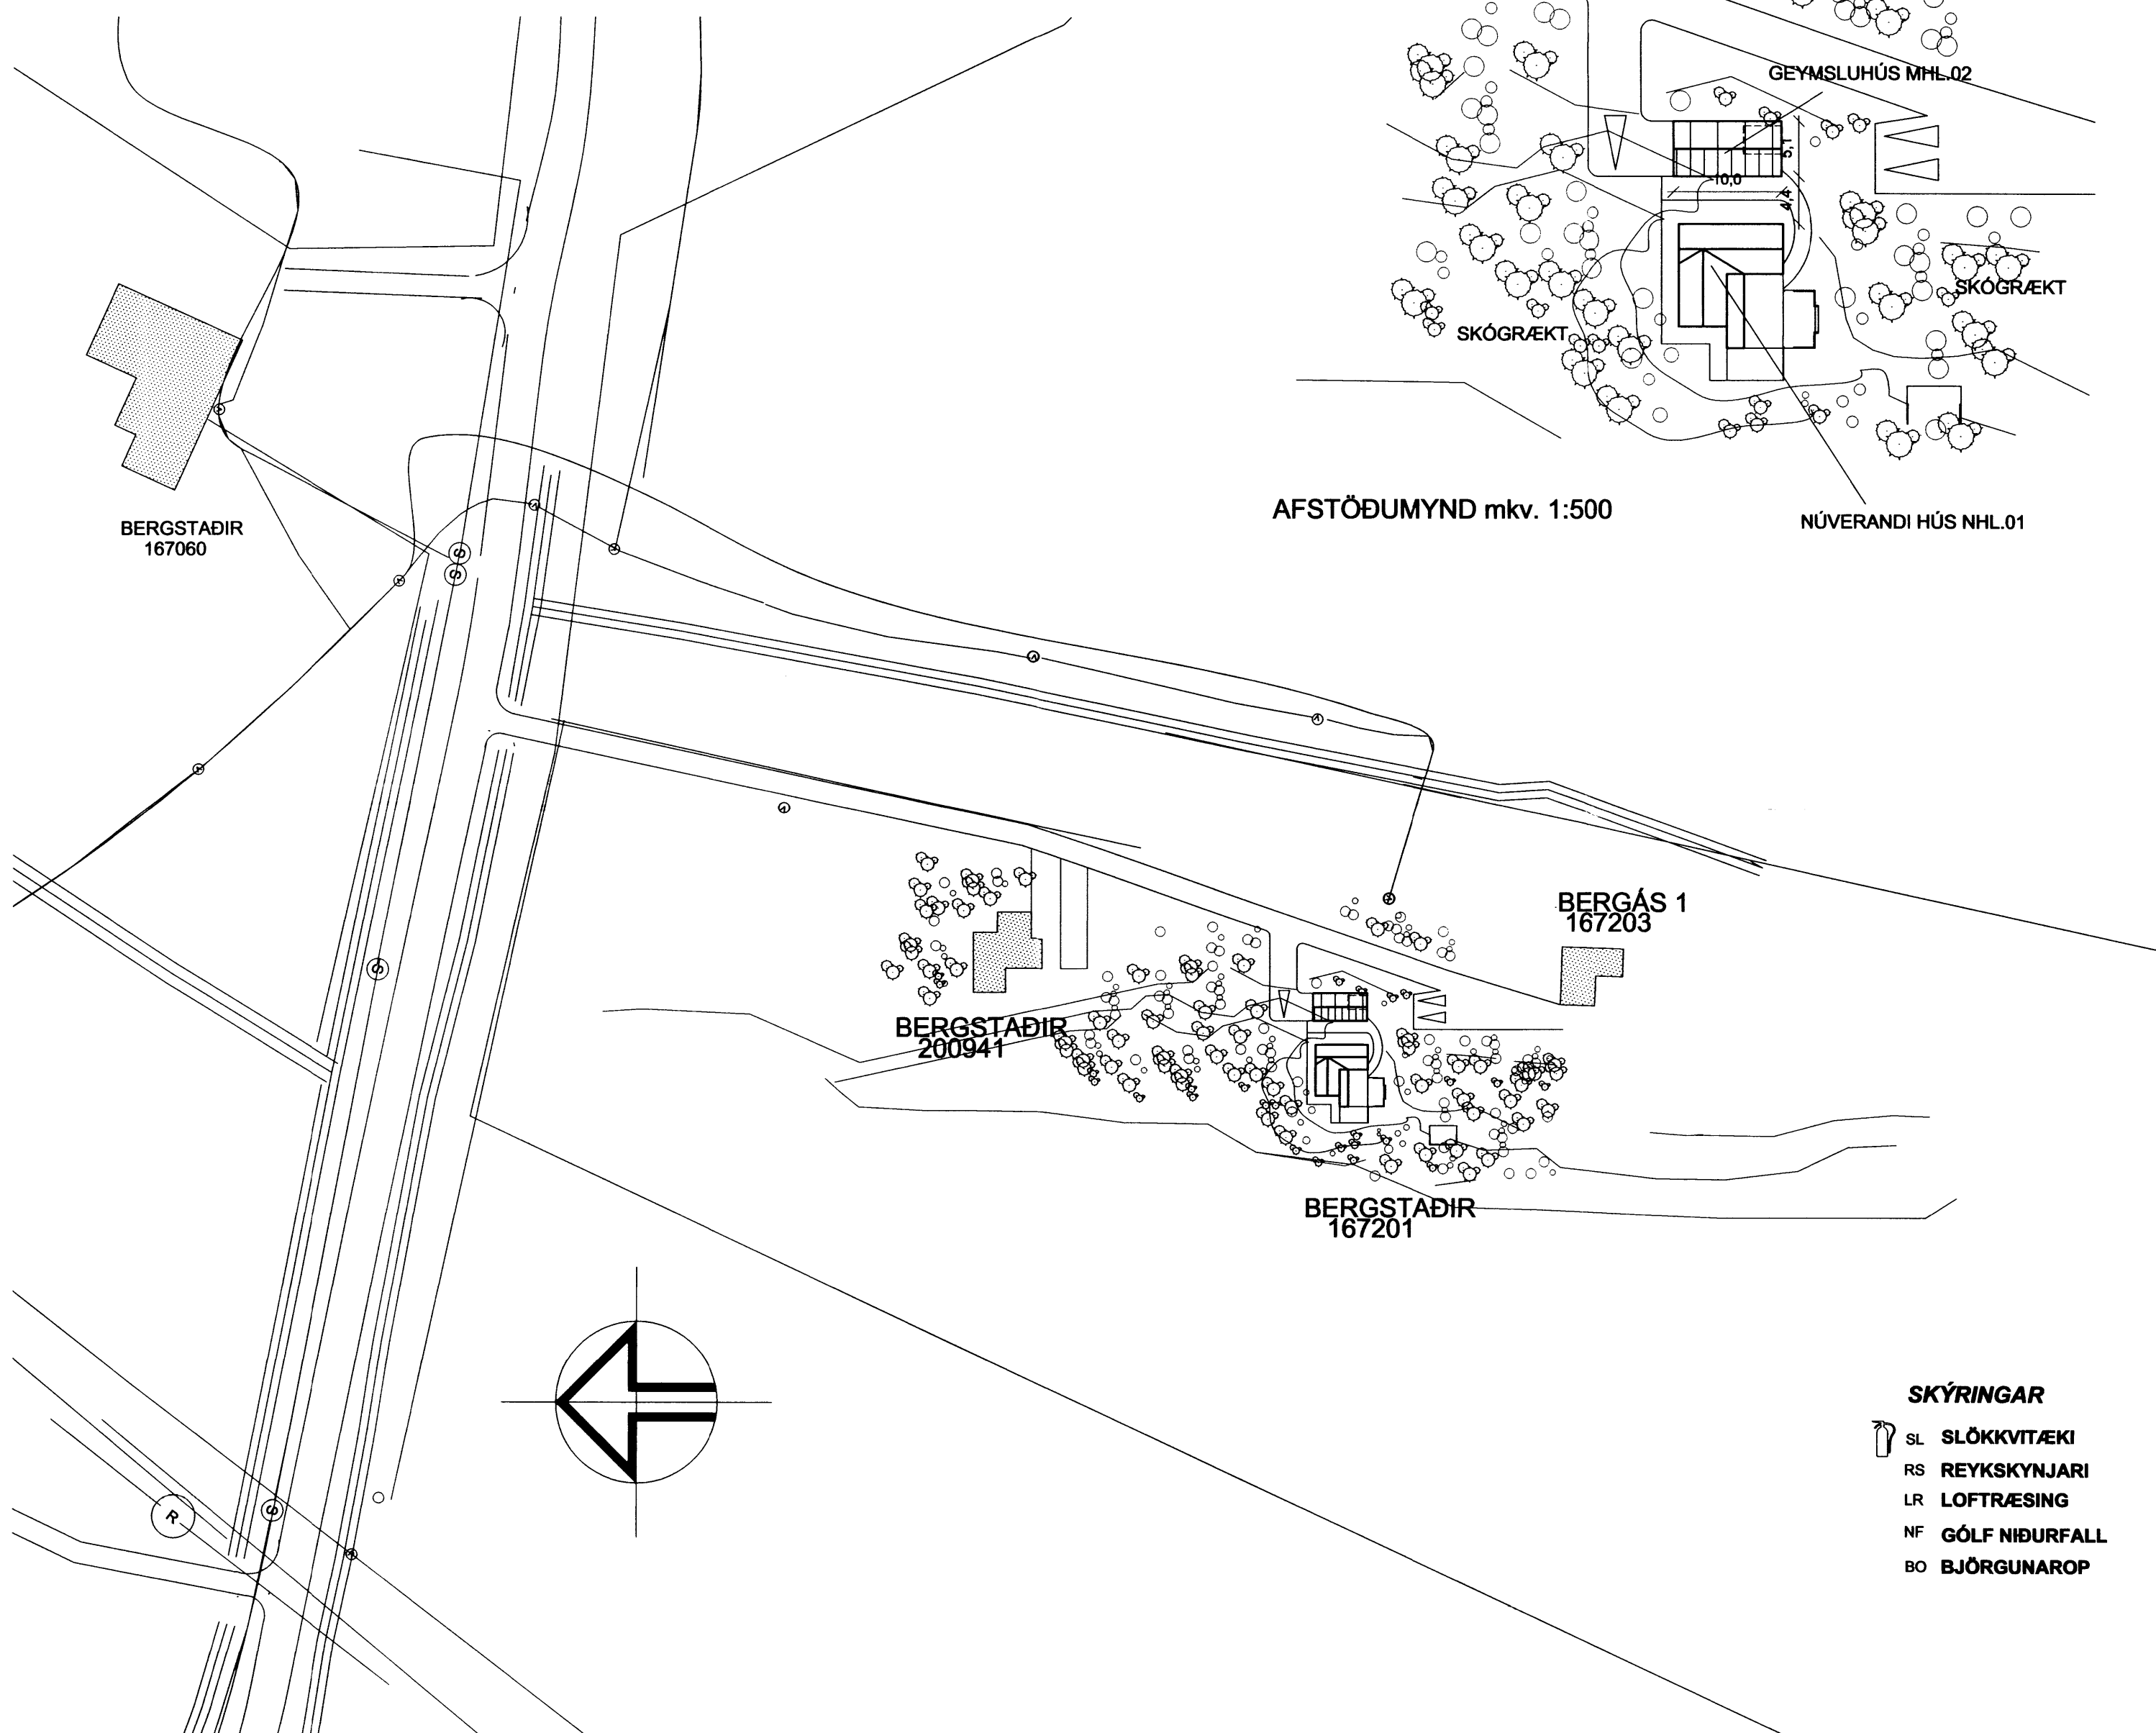 GEYMSLUHÚS MHL.02
5,1
10,0
4,4
SKÓGRÆKT
SKÓGRÆKT
AFSTÖÐUMYND mkv. 1:500
NÚVERANDI HÚS NHL.01
BERGSTAÐIR
167060
S
S
BERGÁS 1
167203
S
BERGSTAÐIR
200941
BERGSTAÐIR
167201
SKÝRINGAR
SL SLÖKKVITÆKI
RS REYKSKYNJARI
LR LOFTRÆSING
NF GÓLF NIÐURFALL
BO BJÖRGUNAROP
R
S